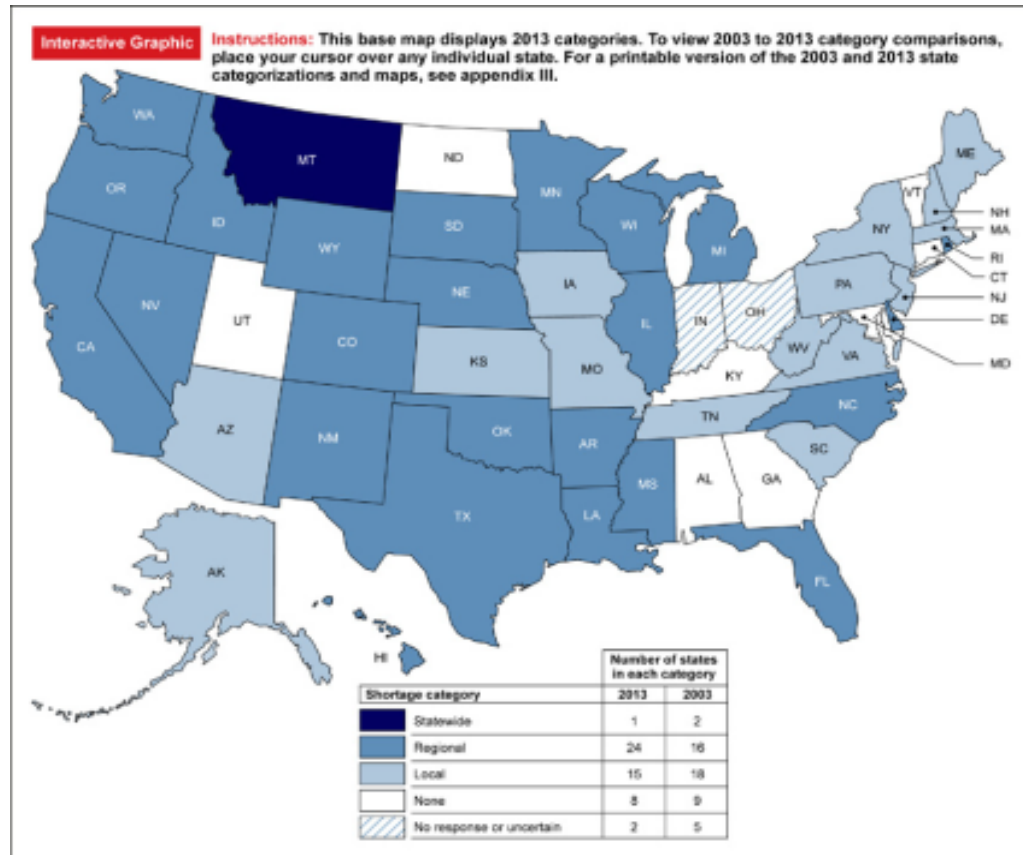 Interactive Graphic
Instructions: This base map displays 2013 categories. To view 2003 to 2013 category comparisons,
place your cursor over any individual state. For a printable version of the 2003 and 2013 state
categorizations and maps, see appendix III.
WA
MT
ND
MN
ME
VT
OR
ID
SD
WI
NH
WY
MI
NY
MA
RI
CT
NE
IA
PA
NJ
NV
UT
IL
IN
OH
DE
CO
CA
KS
MO
WV
VA
MD
KY
NC
TN
AZ
NM
OK
AR
SC
MS
AL
GA
LA
TX
AK
FL
HI
Number of states
in each category
Shortage category 2013 2003
Statewide 1 2
Regional 24 16
Local 15 18
None 8 9
No response or uncertain 2 5